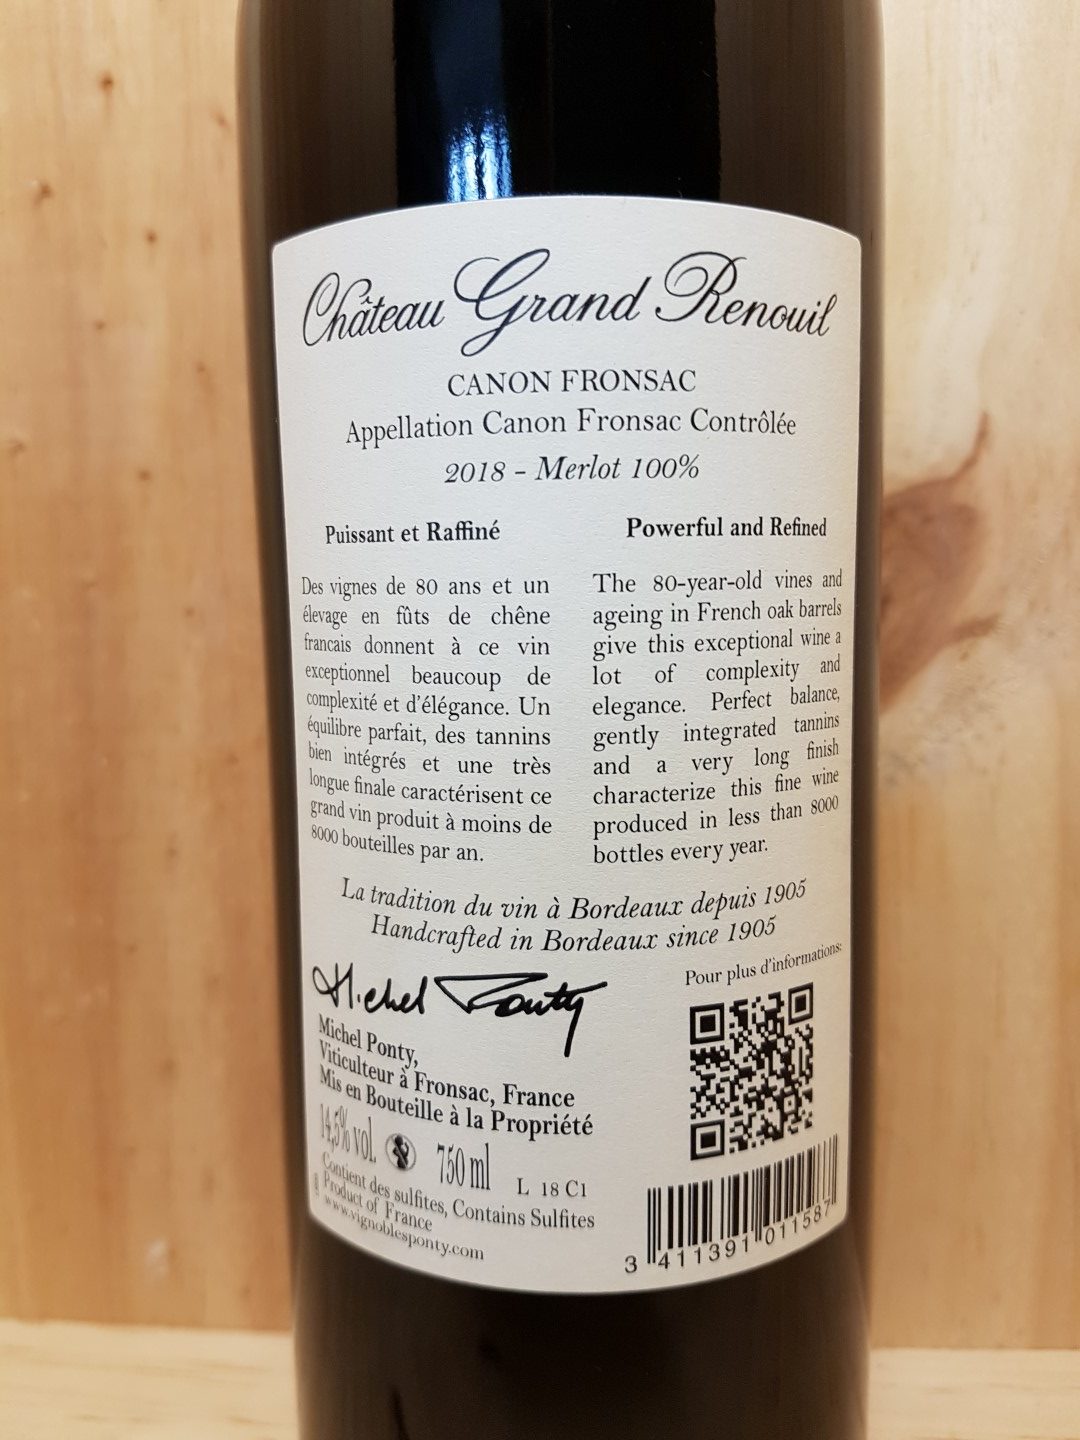 Château Grand Renouil
CANON FRONSAC
Appellation Canon Fronsac Contrôlée
2018 - Merlot 100%
Puissant et Raffiné
Des vignes de 80 ans et un
élevage en fûts de chêne
francais donnent à ce vin
exceptionnel beaucoup de
complexité et d'élégance. Un
équilibre parfait, des tannins
bien intégrés et une très
longue finale caractérisent ce
grand vin produit à moins de
8000 bouteilles par an.
Powerful and Refined
The 80-year-old vines and
ageing in French oak barrels
give this exceptional wine a
lot of complexity and
elegance. Perfect balance,
gently integrated tannins
and a very long finish
characterize this fine wine
produced in less than 8000
bottles every year.
La tradition du vin à Bordeaux depuis 1905
Handcrafted in Bordeaux since 1905
Michel Ponty
Michel Ponty,
Viticulteur à Fronsac, France
Mis en Bouteille à la Propriété
14,5% vol. 750 ml L 18 C1
Contient des sulfites, Contains Sulfites
Product of France
www.vignoblesponty.com
Pour plus d'informations:
3 411391 011587